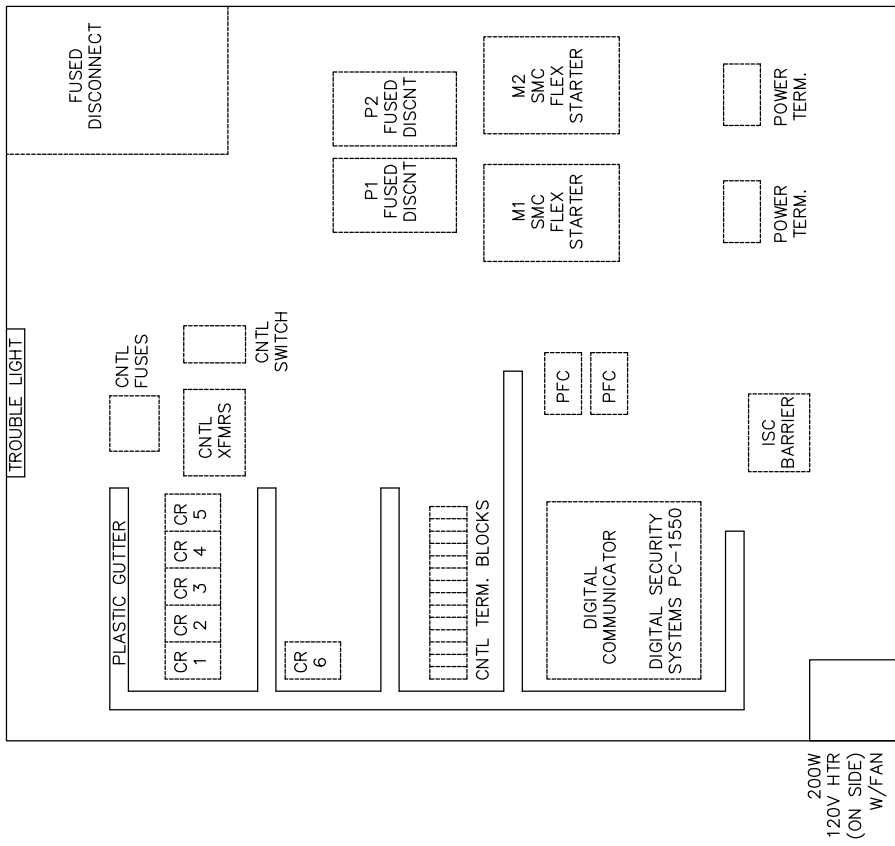 TROUBLE LIGHT
FUSED
DISCONNECT
PLASTIC GUTTER
CNTL
FUSES
CR
1
CR
2
CR
3
CR
4
CR
5
CNTL
XFMRS
CNTL
SWITCH
CR
6
P1
FUSED
DISCNT
P2
FUSED
DISCNT
CNTL TERM. BLOCKS
M1
SMC
FLEX
STARTER
M2
SMC
FLEX
STARTER
DIGITAL
COMMUNICATOR
DIGITAL SECURITY
SYSTEMS PC-1550
PFC
PFC
ISC
BARRIER
POWER
TERM.
POWER
TERM.
200W
120V HTR
(ON SIDE)
W/FAN